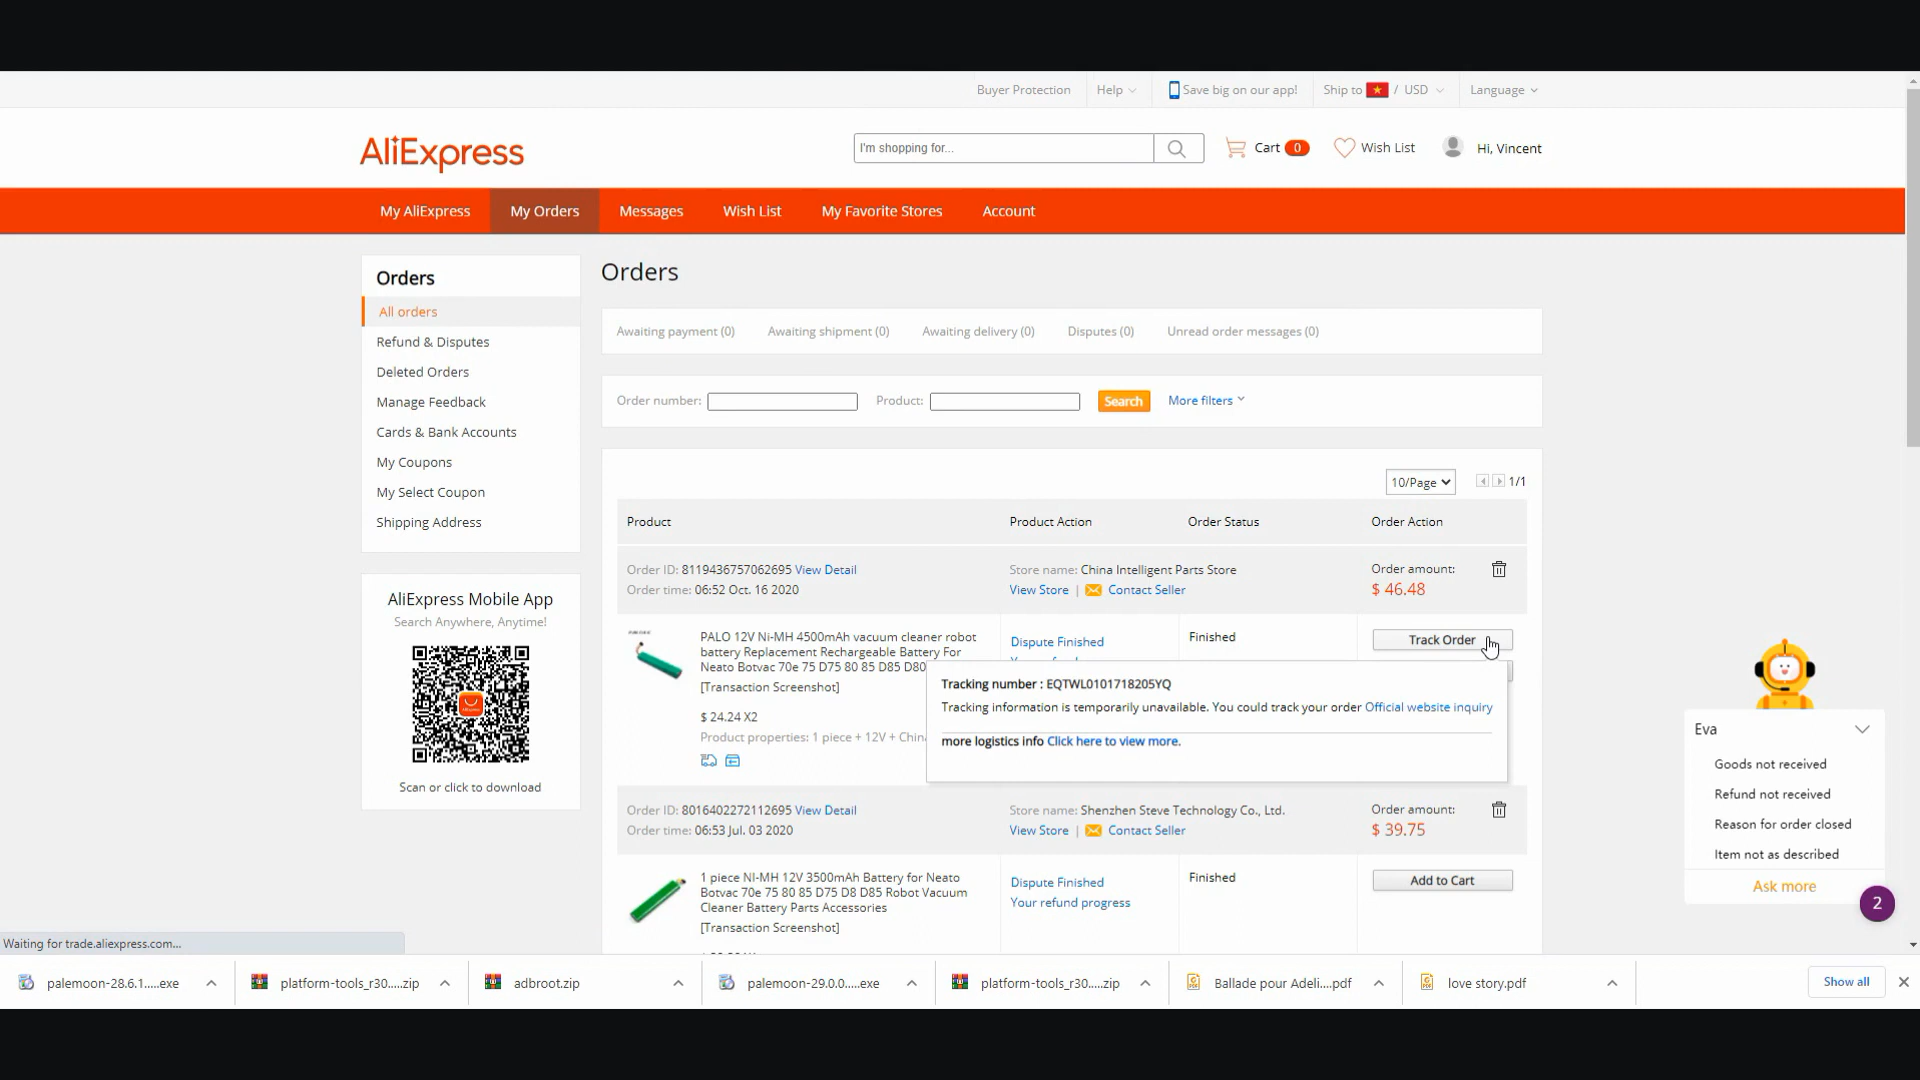 Buyer Protection
Help
Save big on our app!
Ship to / USD
Language
AliExpress
I'm shopping for...
Cart 0
Wish List
Hi, Vincent
My AliExpress
My Orders
Messages
Wish List
My Favorite Stores
Account
Orders
All orders
Refund & Disputes
Deleted Orders
Manage Feedback
Cards & Bank Accounts
My Coupons
My Select Coupon
Shipping Address
AliExpress Mobile App
Search Anywhere, Anytime!
Scan or click to download
Orders
Awaiting payment (0)
Awaiting shipment (0)
Awaiting delivery (0)
Disputes (0)
Unread order messages (0)
Order number:
Product:
Search
More filters
10/Page
1/1
Product
Product Action
Order Status
Order Action
Order ID: 8119436757062695 View Detail
Order time: 06:52 Oct. 16 2020
Store name: China Intelligent Parts Store
View Store | Contact Seller
Order amount:
$ 46.48
PALO 12V Ni-MH 4500mAh vacuum cleaner robot
battery Replacement Rechargeable Battery For
Neato Botvac 70e 75 D75 80 85 D85 D80
[Transaction Screenshot]
$ 24.24 X2
Product properties: 1 piece + 12V + China
Dispute Finished
Finished
Track Order
Tracking number : EQTWL0101718205YQ
Tracking information is temporarily unavailable. You could track your order Official website inquiry
more logistics info Click here to view more.
Order ID: 8016402272112695 View Detail
Order time: 06:53 Jul. 03 2020
Store name: Shenzhen Steve Technology Co., Ltd.
View Store | Contact Seller
Order amount:
$ 39.75
1 piece NI-MH 12V 3500mAh Battery for Neato
Botvac 70e 75 80 85 D75 D8 D85 Robot Vacuum
Cleaner Battery Parts Accessories
[Transaction Screenshot]
Dispute Finished
Your refund progress
Finished
Add to Cart
Eva
Goods not received
Refund not received
Reason for order closed
Item not as described
Ask more
2
Waiting for trade.aliexpress.com...
palemoon-28.6.1.....exe
platform-tools_r30.....zip
adbroot.zip
palemoon-29.0.0.....exe
platform-tools_r30.....zip
Ballade pour Adeli....pdf
love story.pdf
Show all